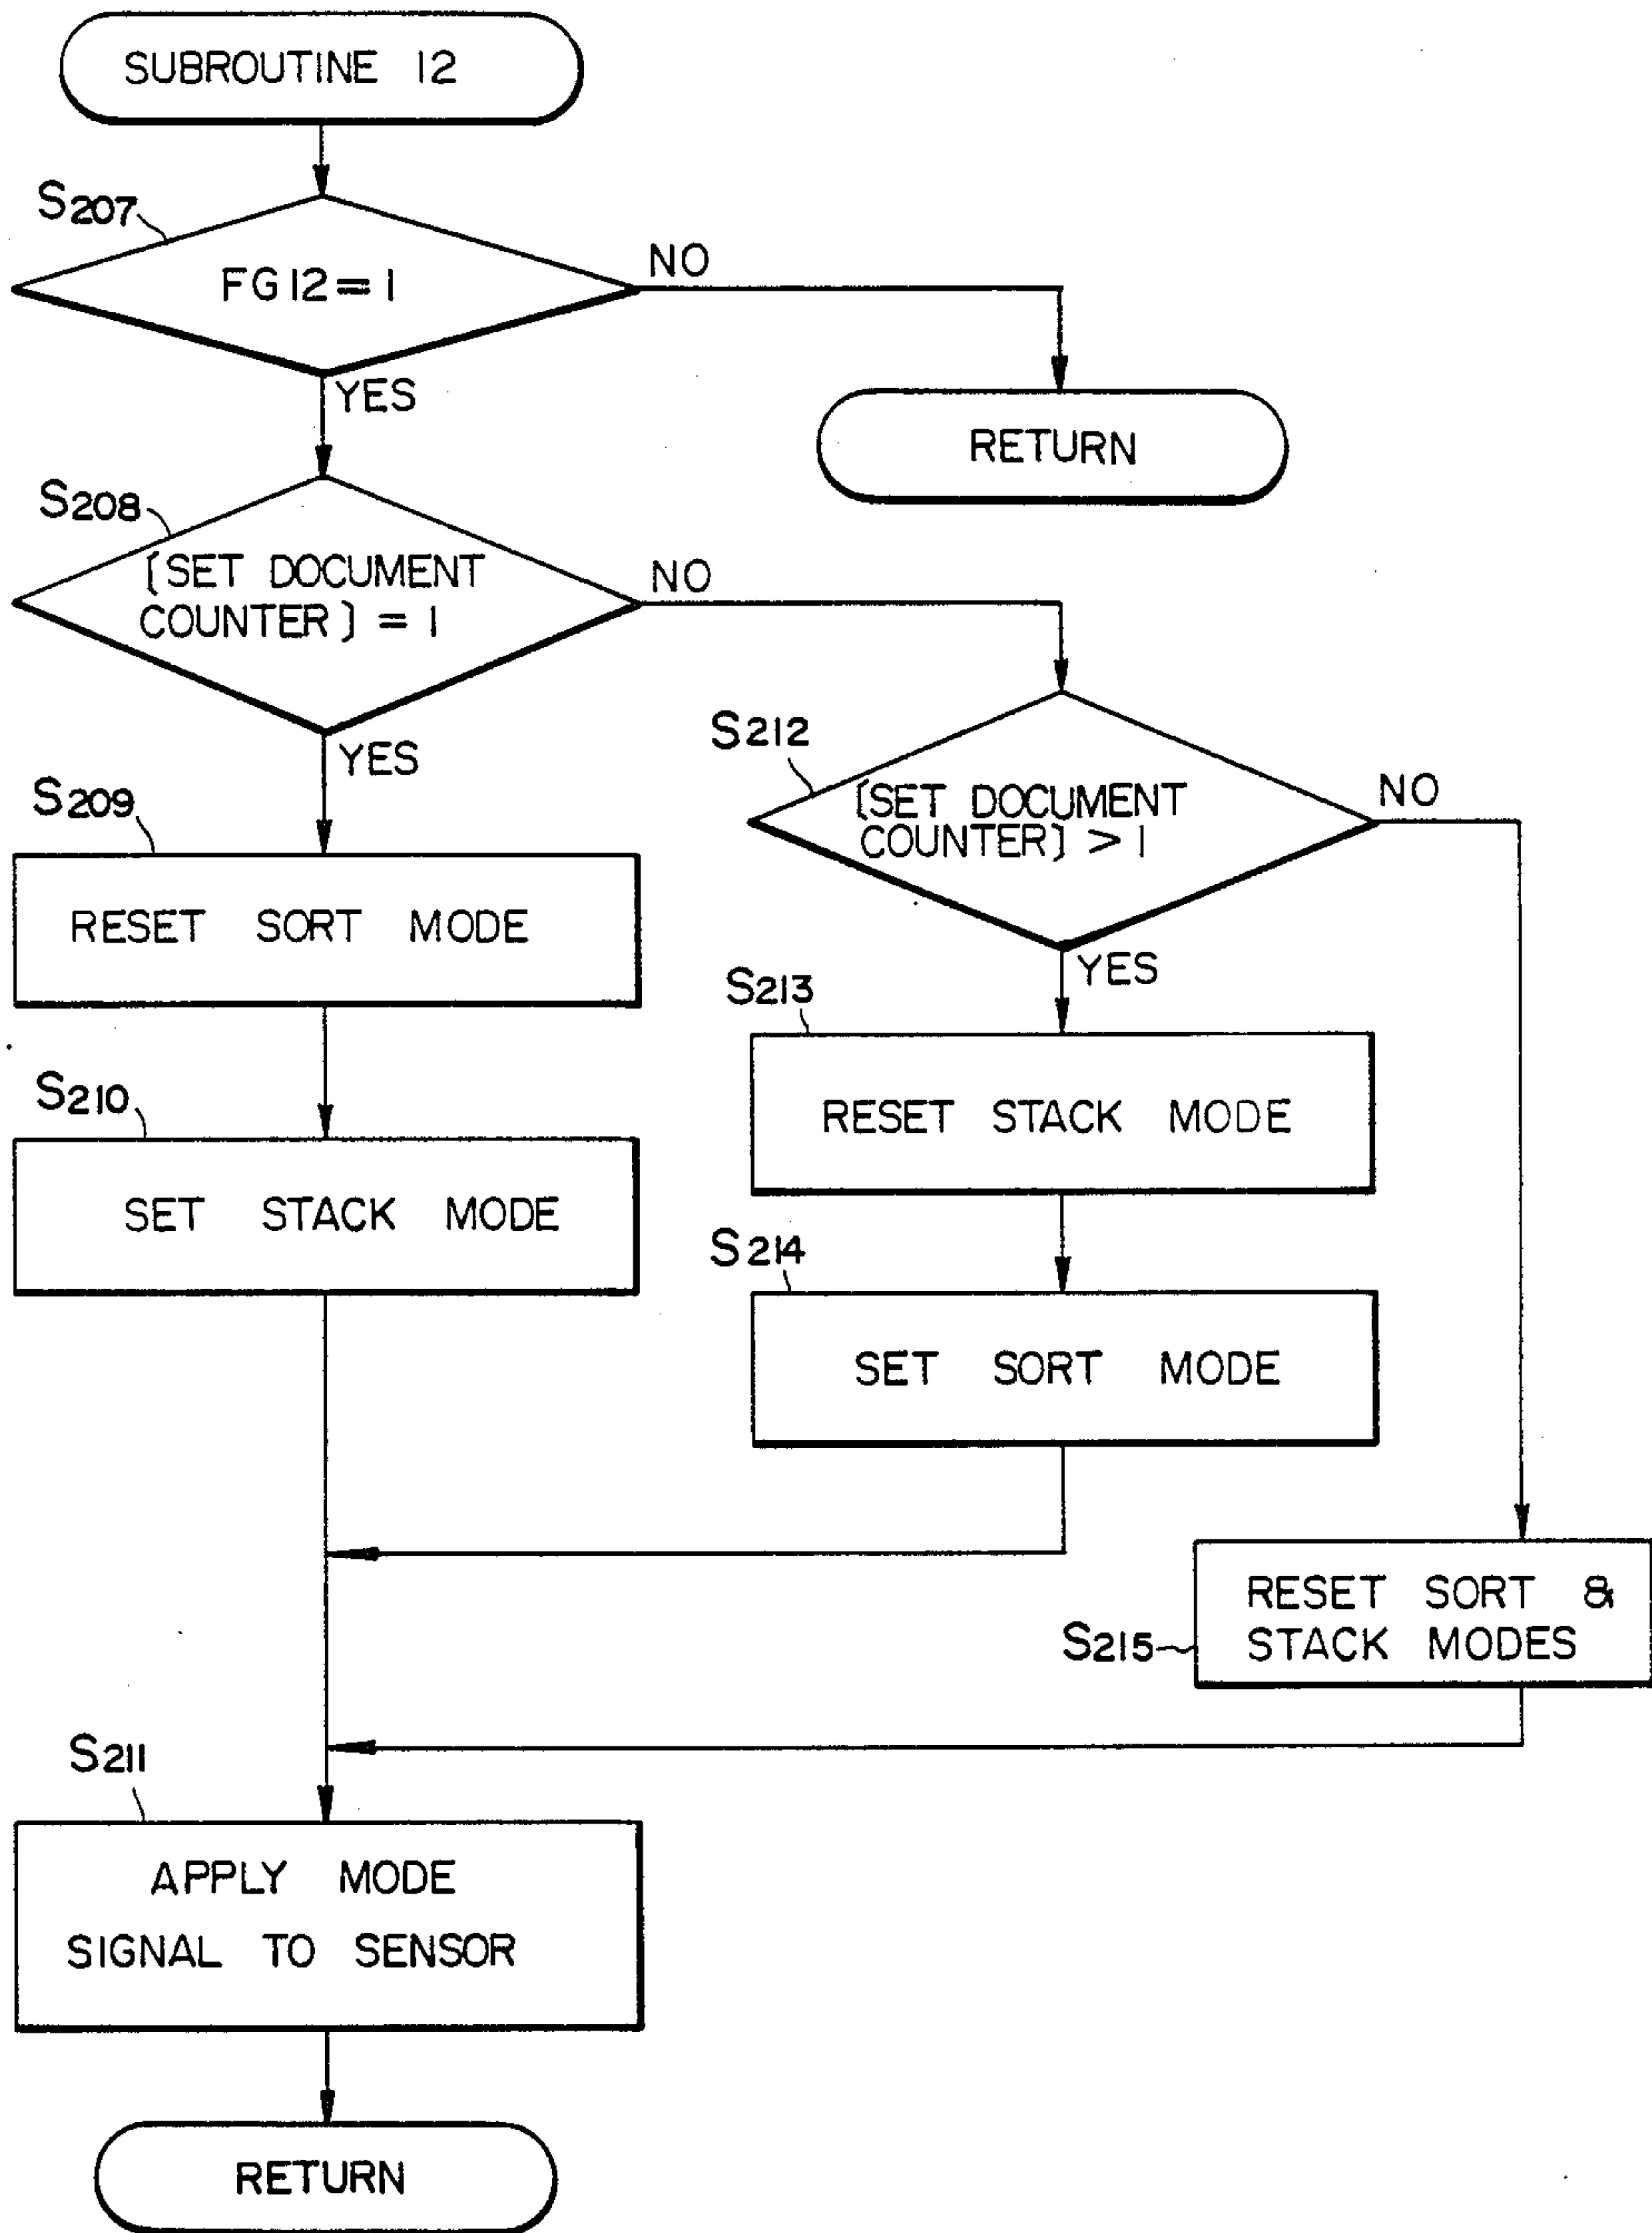 SUBROUTINE 12
S207
FG12=1
NO
YES
RETURN
S208
[SET DOCUMENT
COUNTER] = 1
NO
YES
S212
[SET DOCUMENT
COUNTER] > 1
NO
YES
S209
RESET SORT MODE
S213
RESET STACK MODE
S210
SET STACK MODE
S214
SET SORT MODE
RESET SORT &
STACK MODES
S215
S211
APPLY MODE
SIGNAL TO SENSOR
RETURN